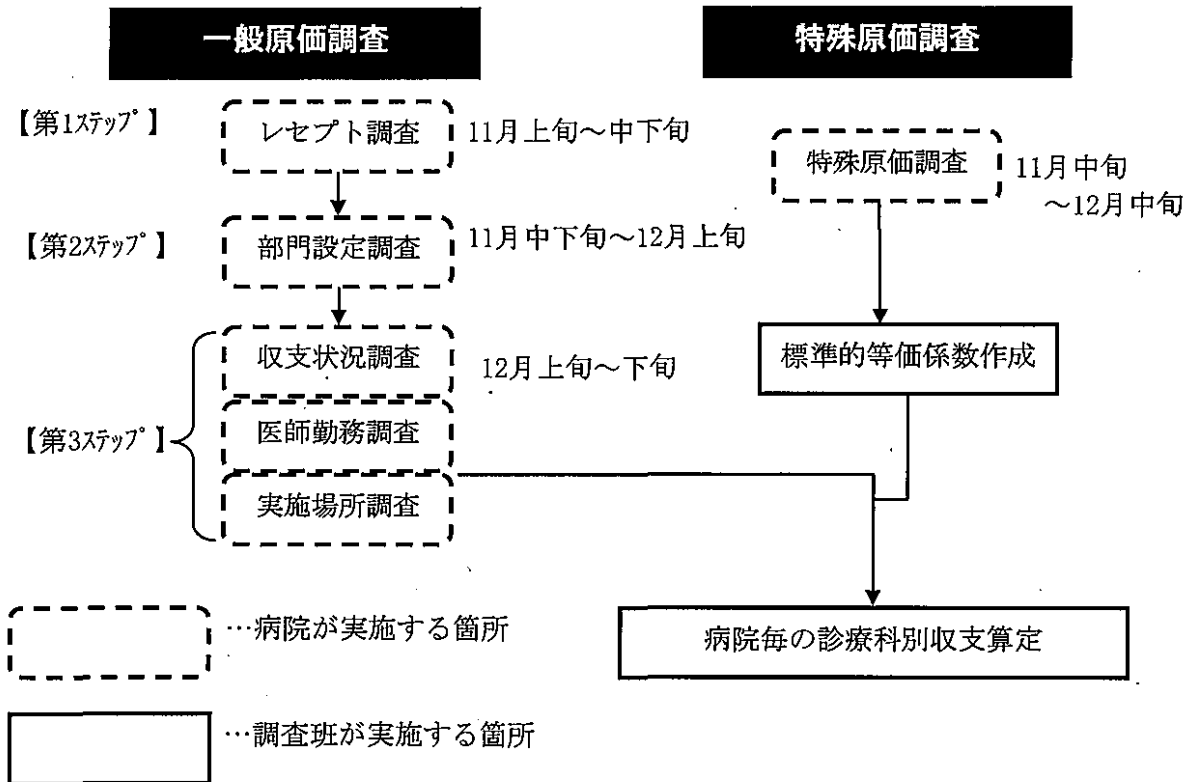 一般原価調査
特殊原価調査
【第1ステップ】
レセプト調査
11月上旬～中下旬
特殊原価調査
11月中旬
～12月中旬
【第2ステップ】
部門設定調査
11月中下旬～12月上旬
収支状況調査
12月上旬～下旬
標準的等価係数作成
【第3ステップ】
医師勤務調査
実施場所調査
…病院が実施する箇所
病院毎の診療科別収支算定
…調査班が実施する箇所